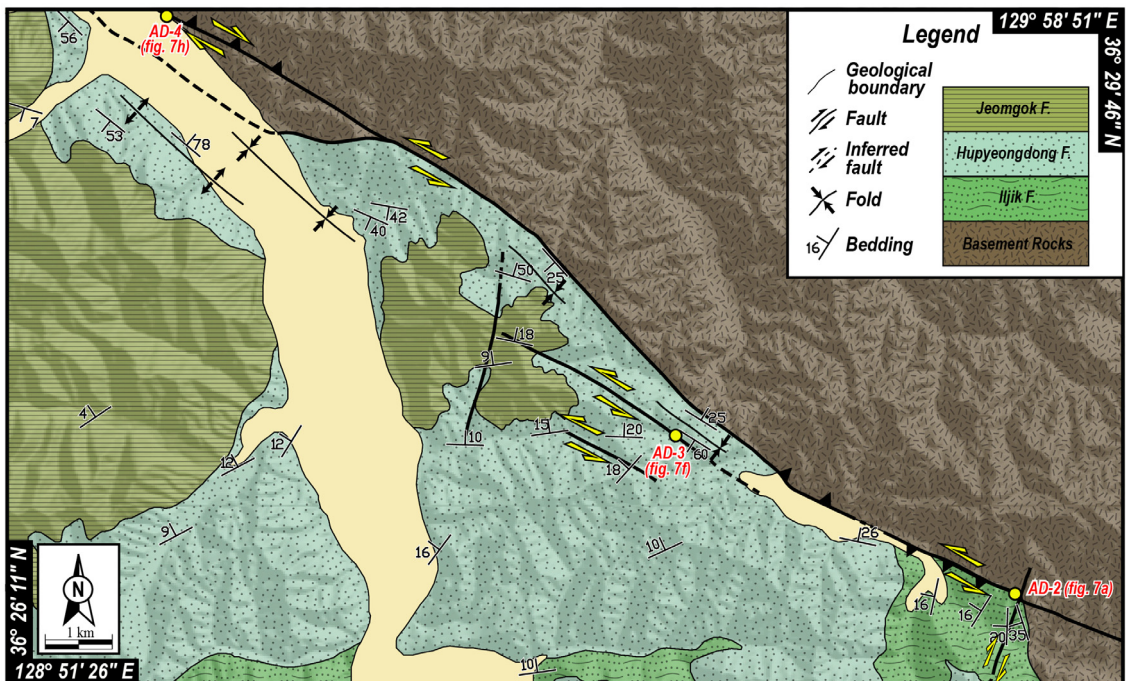 56
AD-4
(fig. 7h)
Legend
129° 58' 51" E
36° 29' 46" N
Geological
boundary
Fault
Inferred
fault
Fold
16
Bedding
Jeomgok F.
Hupyeongdong F.
Iljik F.
Basement Rocks
7
53
78
42
40
50
25
18
9
4
25
15
20
10
60
AD-3
(fig. 7f)
12
12
18
9
16
10
26
AD-2 (fig. 7a)
16
16
20
35
10
36° 26' 11" N
N
1 km
128° 51' 26" E